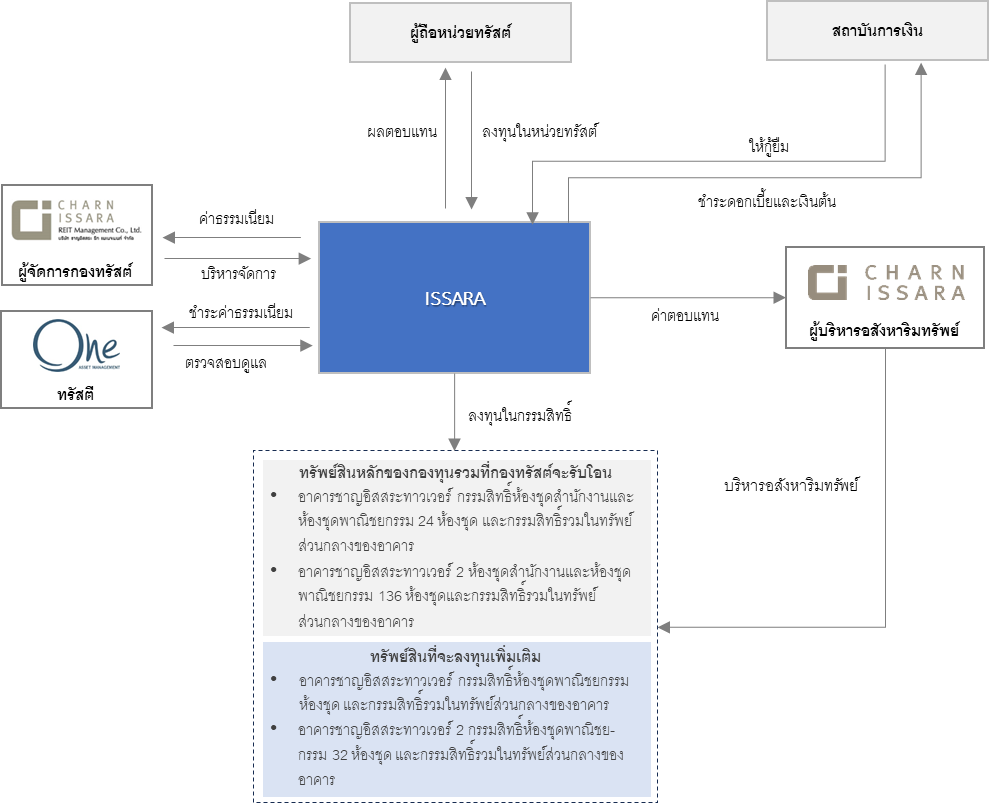 ผู้ถือหน่วยทรัสต์
สถาบันการเงิน
ผลตอบแทน
ลงทุนในหน่วยทรัสต์
ให้กู้ยืม
ชำระดอกเบี้ยและเงินต้น
CHARN
ISSARA
REIT Management Co., Ltd.
บริษัท ชาญอิสสระ รีท แมเนจเมนท์ จำกัด
ผู้จัดการกองทรัสต์
ค่าธรรมเนียม
บริหารจัดการ
ISSARA
ค่าตอบแทน
CHARN
ISSARA
ผู้บริหารอสังหาริมทรัพย์
One
ASSET MANAGEMENT
ทรัสตี
ชำระค่าธรรมเนียม
ตรวจสอบดูแล
ลงทุนในกรรมสิทธิ์
บริหารอสังหาริมทรัพย์
ทรัพย์สินหลักของกองทุนรวมที่กองทรัสต์จะรับโอน
• อาคารชาญอิสสระทาวเวอร์ กรรมสิทธิ์ห้องชุดสำนักงานและ
ห้องชุดพาณิชยกรรม 24 ห้องชุด และกรรมสิทธิ์รวมในทรัพย์
ส่วนกลางของอาคาร
• อาคารชาญอิสสระทาวเวอร์ 2 ห้องชุดสำนักงานและห้องชุด
พาณิชยกรรม 136 ห้องชุดและกรรมสิทธิ์รวมในทรัพย์
ส่วนกลางของอาคาร
ทรัพย์สินที่จะลงทุนเพิ่มเติม
• อาคารชาญอิสสระทาวเวอร์ กรรมสิทธิ์ห้องชุดพาณิชยกรรม
ห้องชุด และกรรมสิทธิ์รวมในทรัพย์ส่วนกลางของอาคาร
• อาคารชาญอิสสระทาวเวอร์ 2 กรรมสิทธิ์ห้องชุดพาณิชย-
กรรม 32 ห้องชุด และกรรมสิทธิ์รวมในทรัพย์ส่วนกลางของ
อาคาร